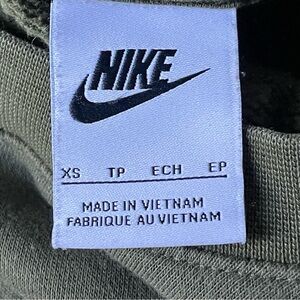 NIKE
XS TP ECH EP
MADE IN VIETNAM
FABRIQUE AU VIETNAM